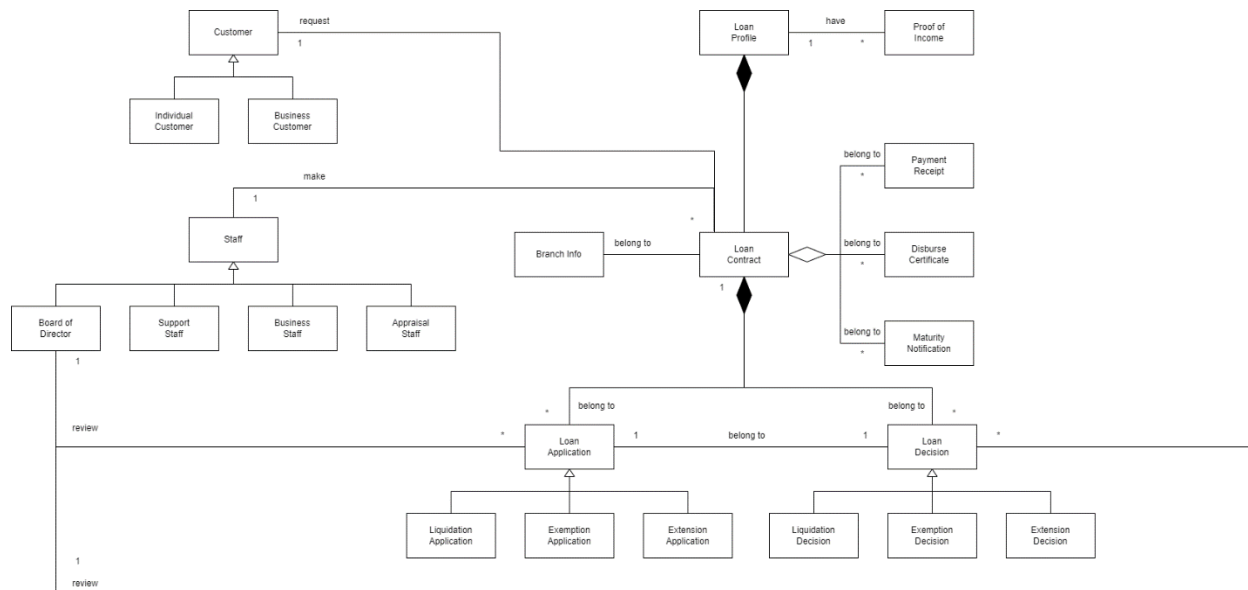 request
Customer
1
Loan
Profile
have
1
*
Proof of
Income
Individual
Customer
Business
Customer
make
1
Staff
belong to
*
Payment
Receipt
*
Branch Info
belong to
Loan
Contract
1
belong to
*
Disburse
Certificate
Board of
Director
Support
Staff
Business
Staff
Appraisal
Staff
belong to
*
Maturity
Notification
1
*
belong to
belong to
*
review
*
Loan
Application
1
belong to
1
Loan
Decision
*
Liquidation
Application
Exemption
Application
Extension
Application
Liquidation
Decision
Exemption
Decision
Extension
Decision
1
review